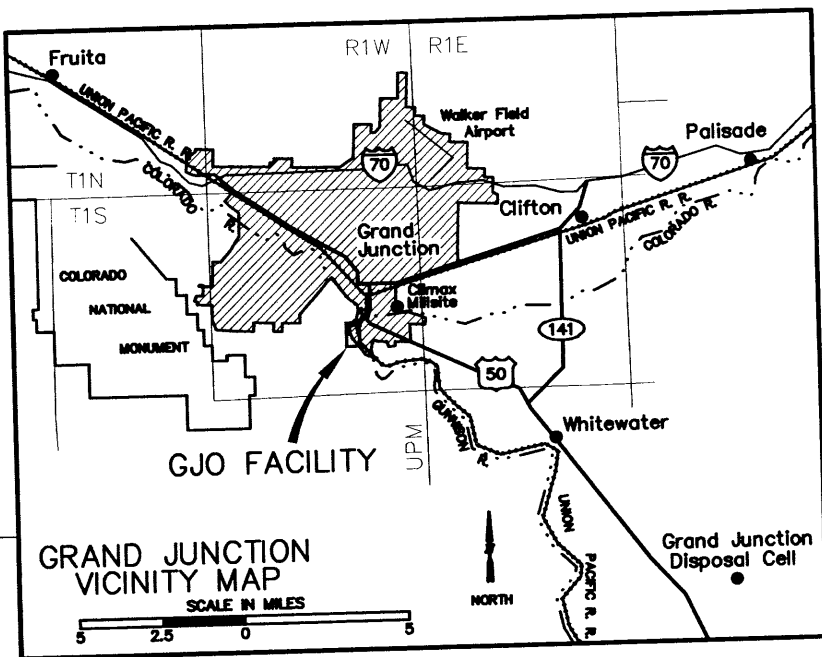 Fruita
R1W
R1E
UNION PACIFIC R. R.
Walker Field
Airport
Palisade
70
70
T1N
T1S
COLORADO
R.
Clifton
UNION PACIFIC R. R.
COLORADO R.
Grand
Junction
COLORADO
NATIONAL
MONUMENT
Climax
Millsite
141
50
GUNNISON
R.
Whitewater
GJO FACILITY
UPM
UNION
PACIFIC R. R.
Grand Junction
Disposal Cell
GRAND JUNCTION
VICINITY MAP
SCALE IN MILES
5
2.5
0
5
NORTH